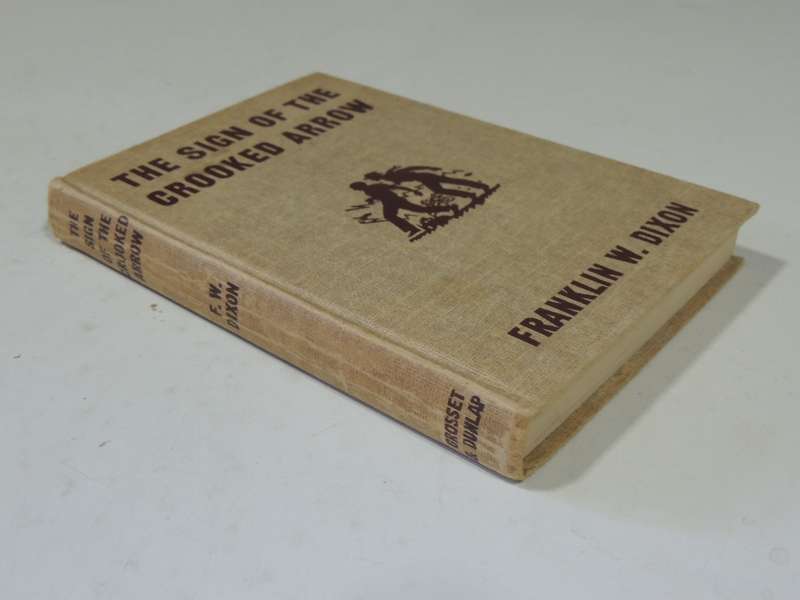 THE SIGN OF THE
CROOKED ARROW
FRANKLIN W. DIXON
THE
SIGN
OF THE
CROOKED
ARROW
F. W.
DIXON
GROSSET
& DUNLAP